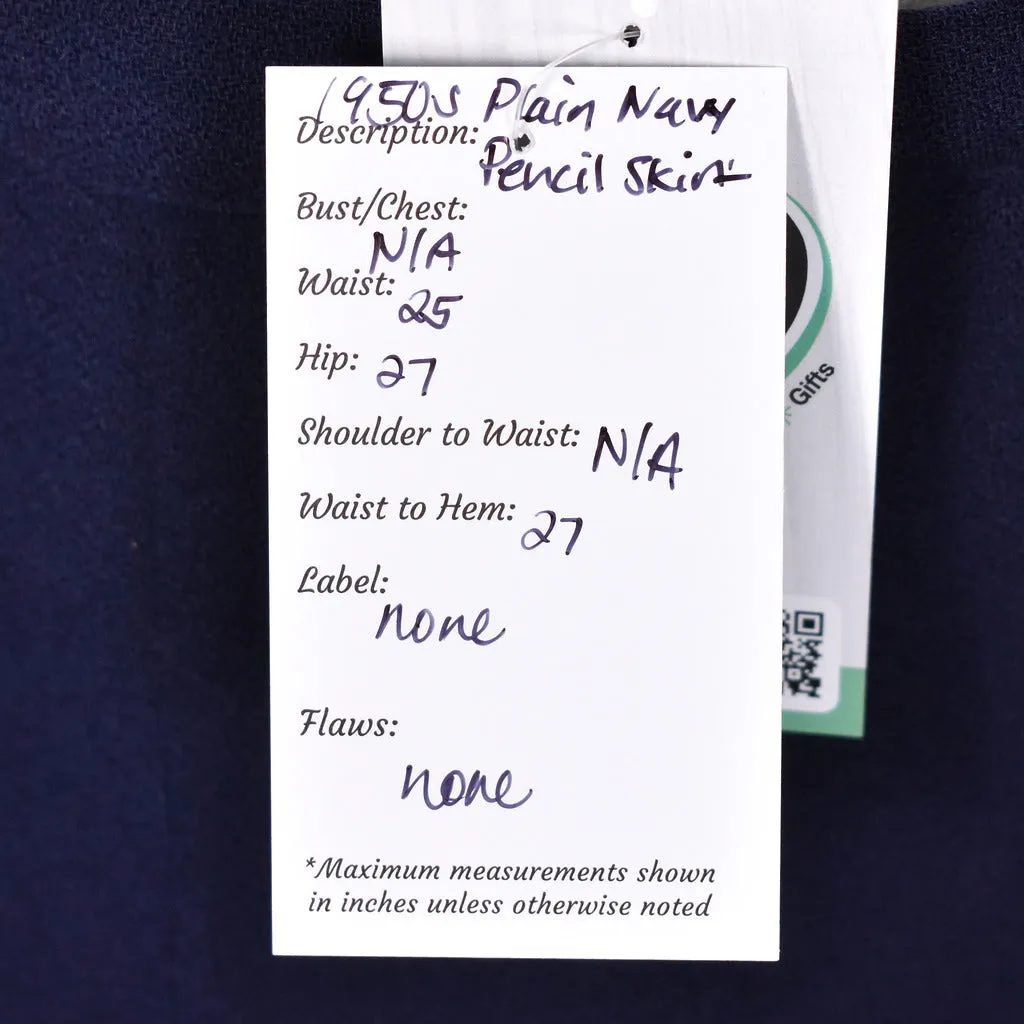 1950s Plain Navy
Description:
Pencil Skirt
Bust/Chest:
N/A
Waist: 25
Hip: 27
Shoulder to Waist: N/A
Waist to Hem: 27
Label:
none
Flaws:
none
*Maximum measurements shown
in inches unless otherwise noted
Gifts